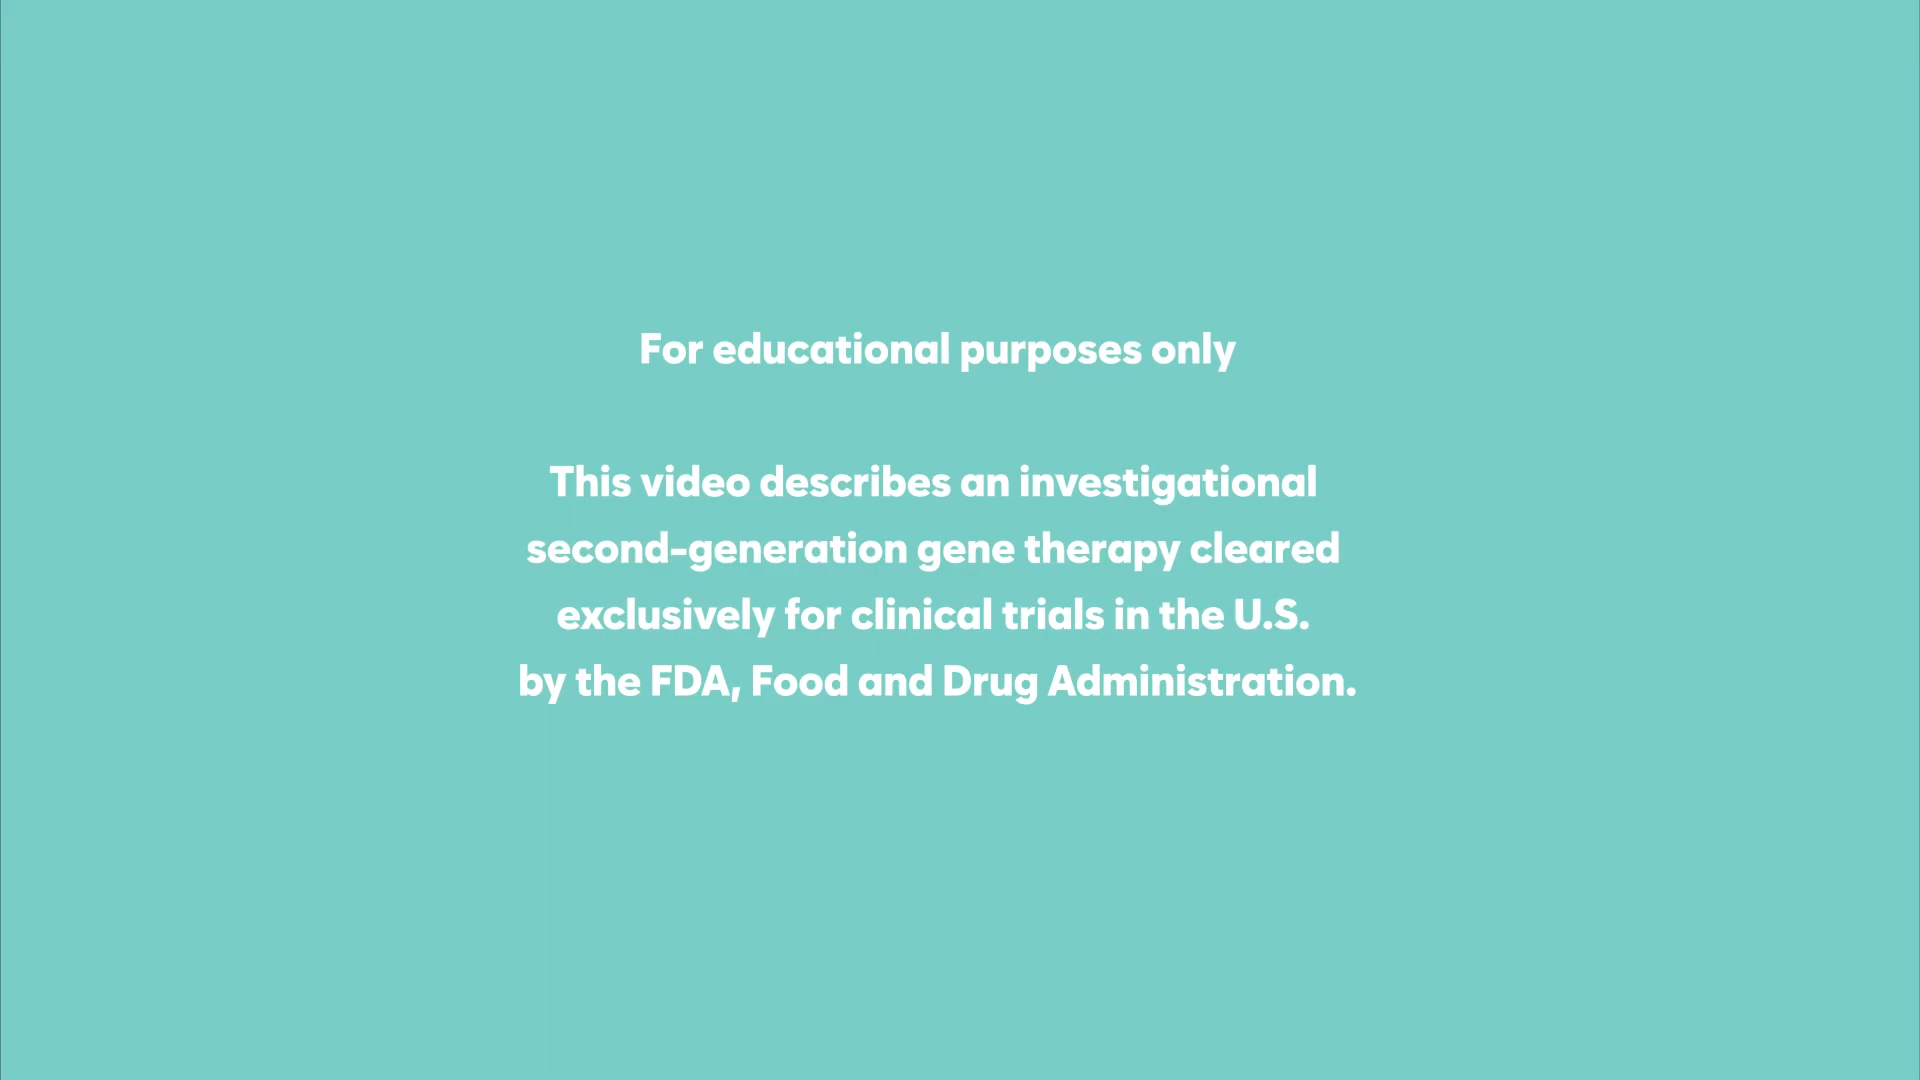 For educational purposes only
This video describes an investigational
second-generation gene therapy cleared
exclusively for clinical trials in the U.S.
by the FDA, Food and Drug Administration.